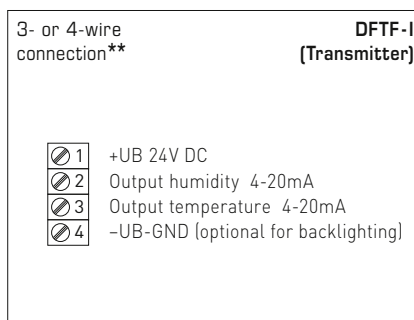 3- or 4-wire DFTF-I
connection** (Transmitter)
1 +UB 24V DC
2 Output humidity 4-20mA
3 Output temperature 4-20mA
4 –UB-GND (optional for backlighting)